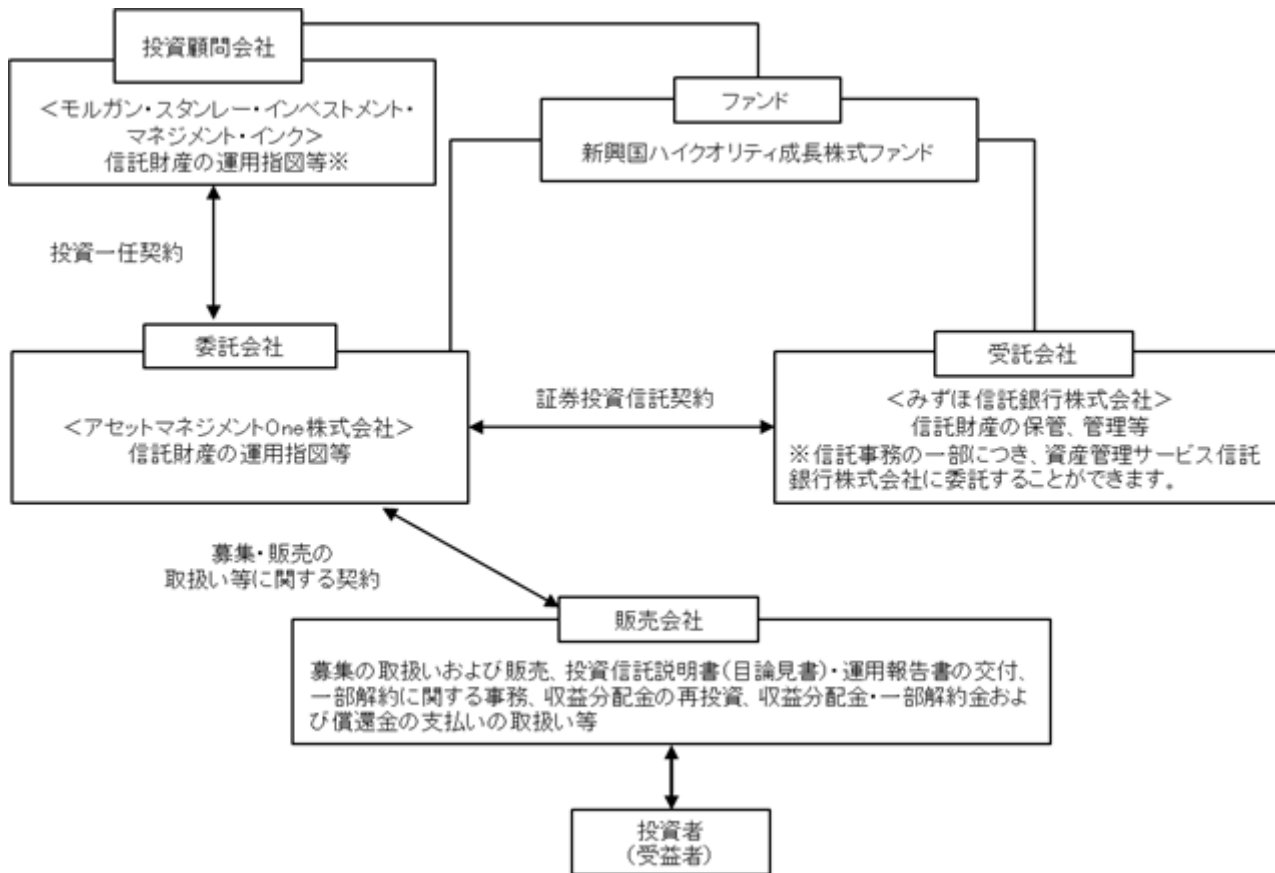 投資顧問会社
<モルガン・スタンレー・インベストメント・
マネジメント・インク>
信託財産の運用指図等※
ファンド
新興国ハイクオリティ成長株式ファンド
投資一任契約
委託会社
<アセットマネジメントOne株式会社>
信託財産の運用指図等
証券投資信託契約
受託会社
<みずほ信託銀行株式会社>
信託財産の保管、管理等
※信託事務の一部につき、資産管理サービス信託
銀行株式会社に委託することができます。
募集・販売の
取扱い等に関する契約
販売会社
募集の取扱いおよび販売、投資信託説明書(目論見書)・運用報告書の交付、
一部解約に関する事務、収益分配金の再投資、収益分配金・一部解約金およ
び償還金の支払いの取扱い等
投資者
(受益者)